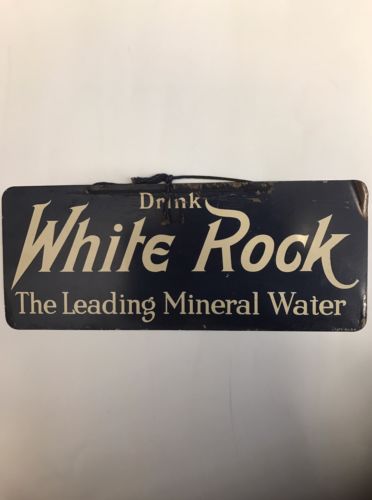 Drink
White Rock
The Leading Mineral Water